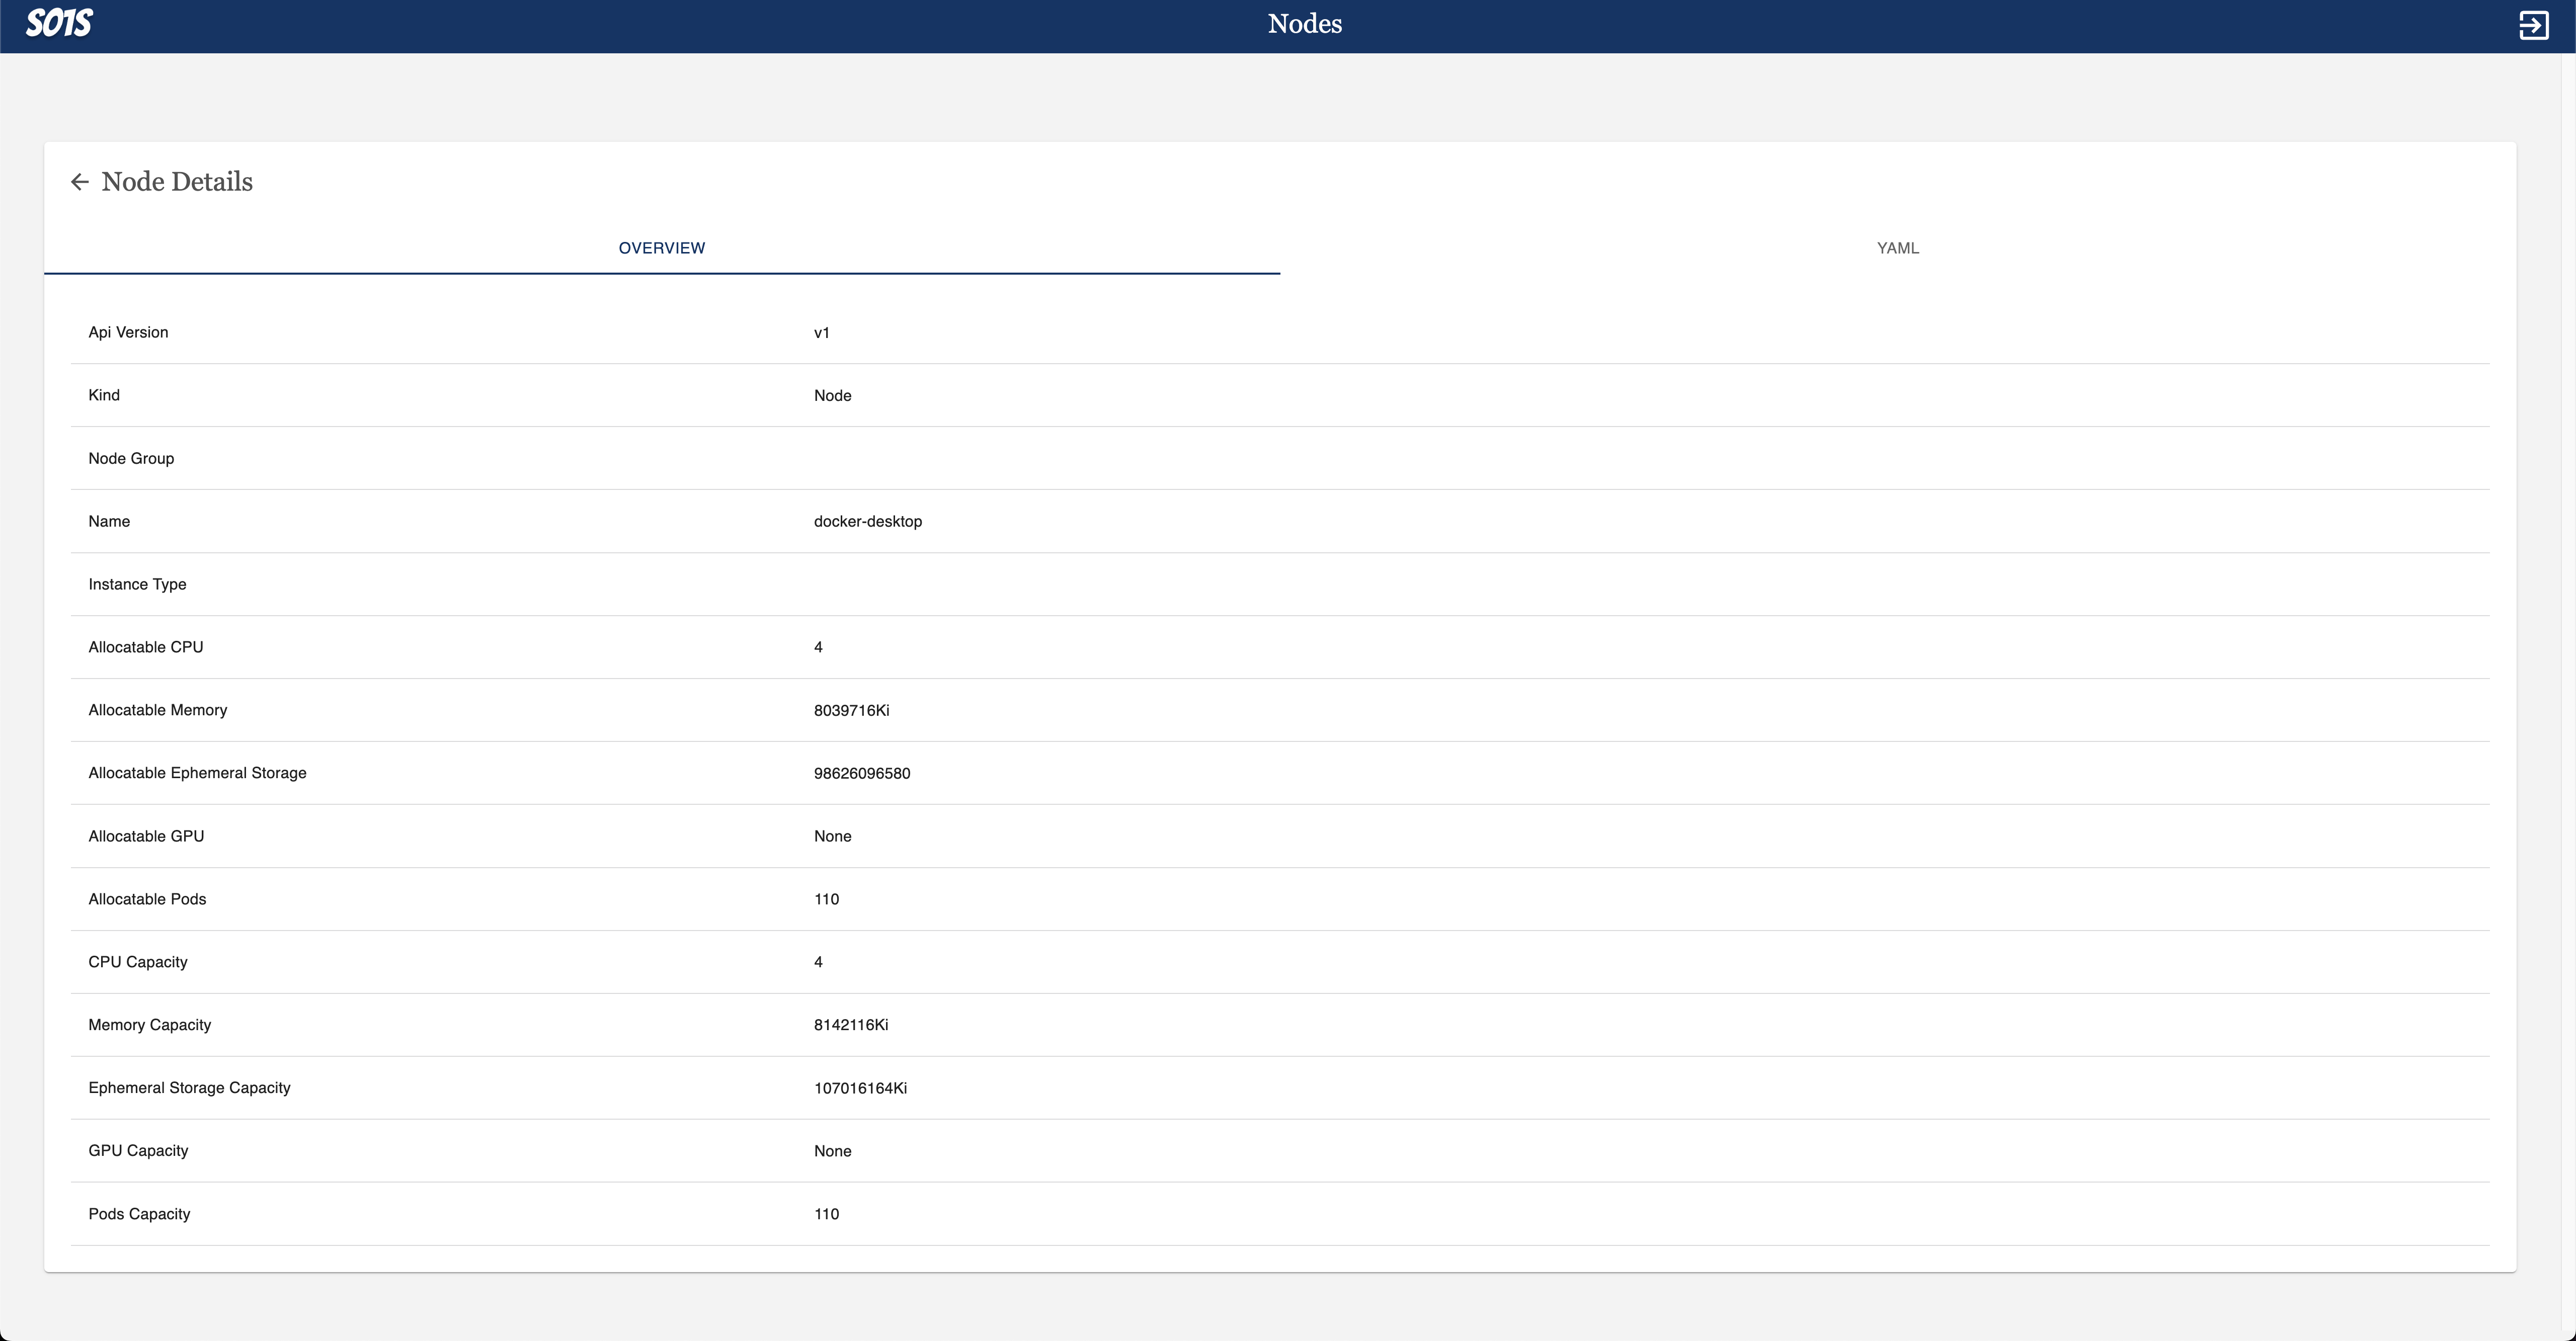 SO1S
Nodes
Node Details
OVERVIEW
YAML
Api Version v1
Kind Node
Node Group
Name docker-desktop
Instance Type
Allocatable CPU 4
Allocatable Memory 8039716Ki
Allocatable Ephemeral Storage 98626096580
Allocatable GPU None
Allocatable Pods 110
CPU Capacity 4
Memory Capacity 8142116Ki
Ephemeral Storage Capacity 107016164Ki
GPU Capacity None
Pods Capacity 110